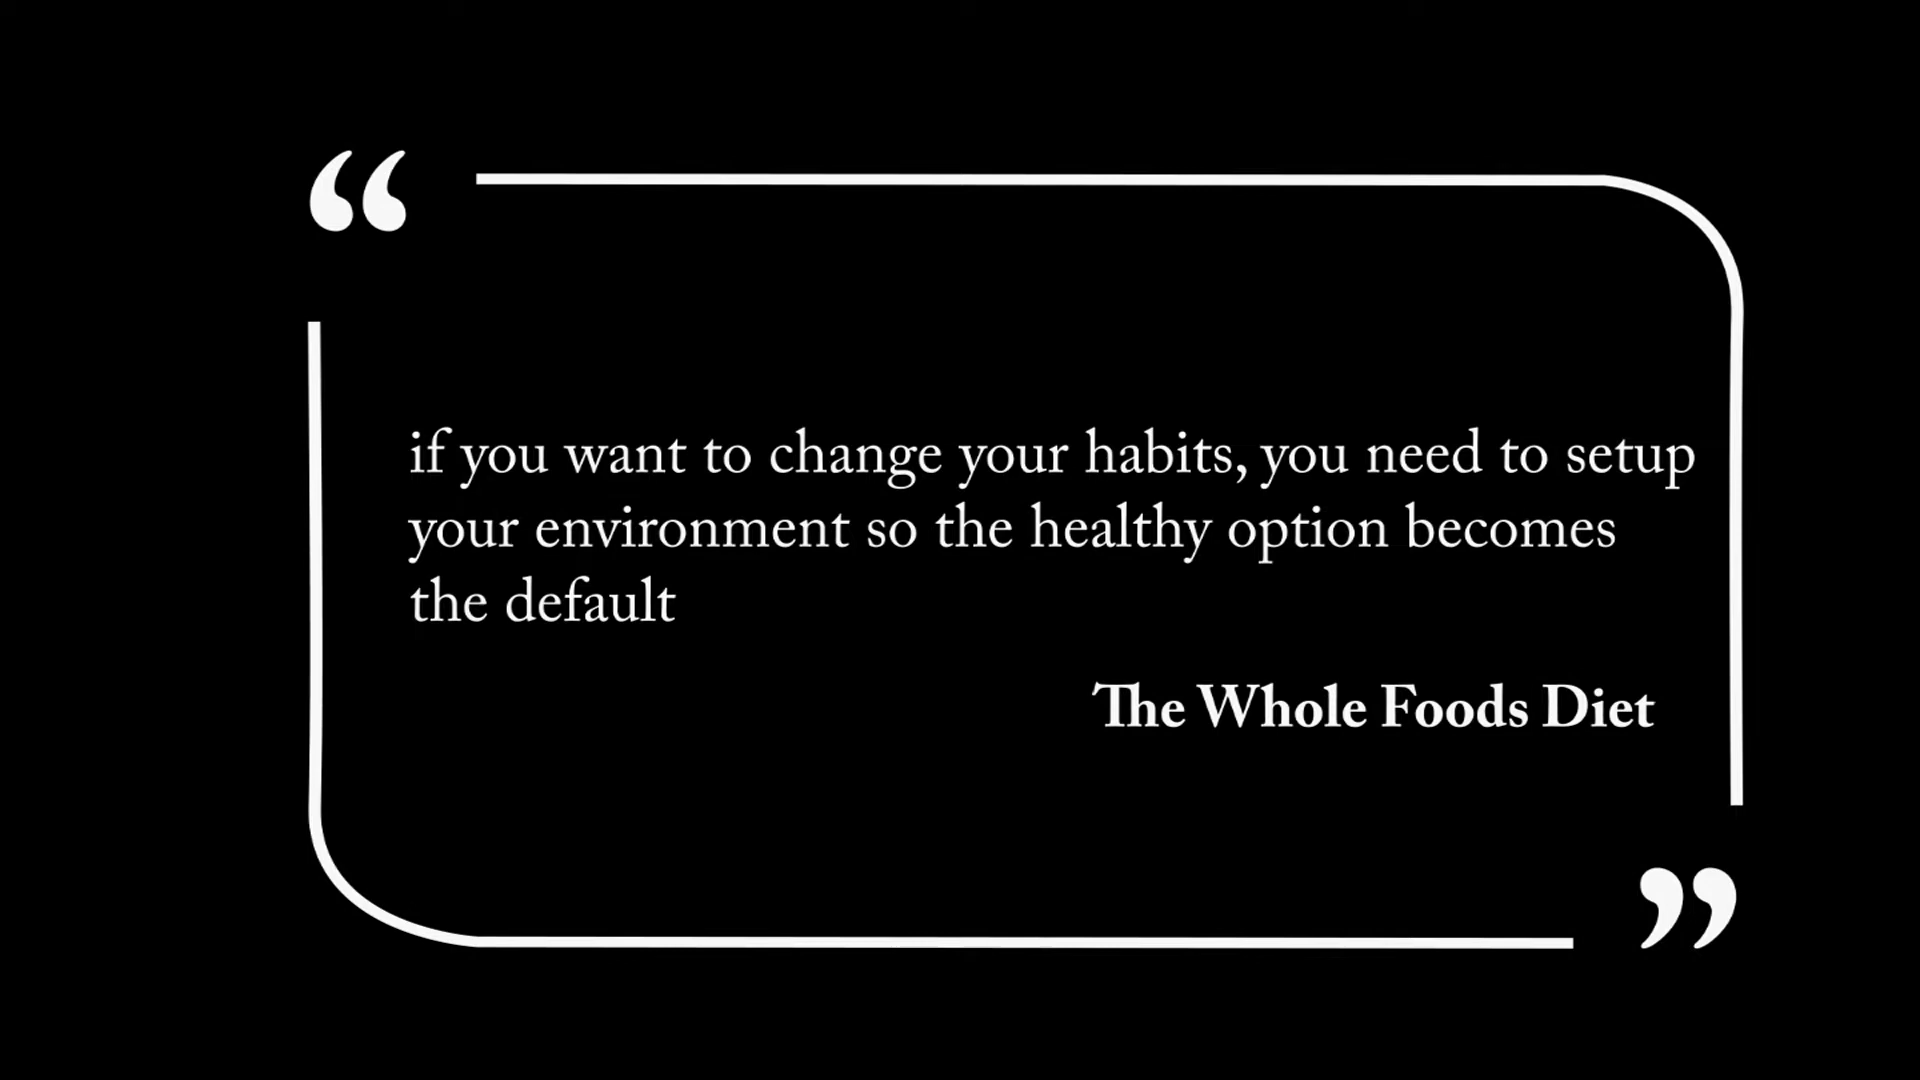 “
if you want to change your habits, you need to setup
your environment so the healthy option becomes
the default
The Whole Foods Diet
”